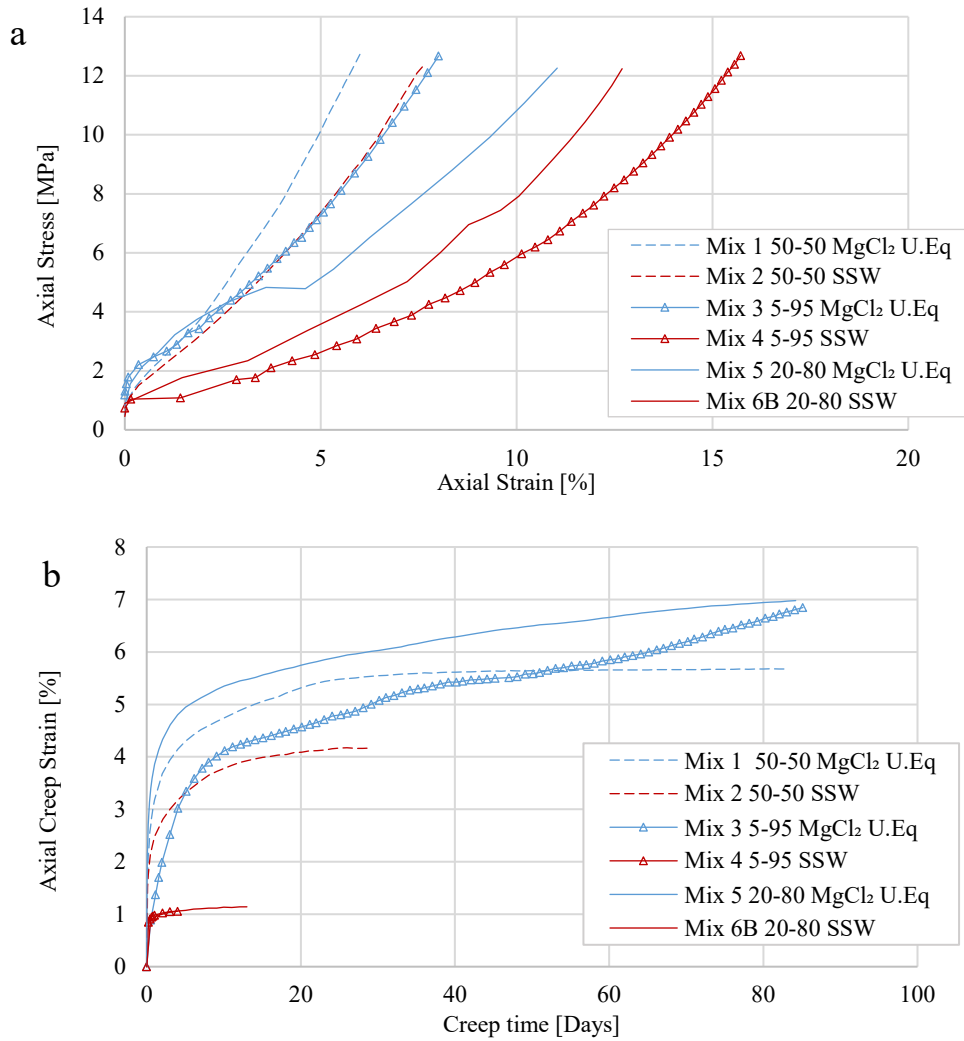 a
14
12
10
8
6
4
2
0
Axial Stress [MPa]
0 5 10 15 20
Axial Strain [%]
Mix 1 50-50 MgCl₂ U.Eq
Mix 2 50-50 SSW
Mix 3 5-95 MgCl₂ U.Eq
Mix 4 5-95 SSW
Mix 5 20-80 MgCl₂ U.Eq
Mix 6B 20-80 SSW
b
8
7
6
5
4
3
2
1
0
Axial Creep Strain [%]
0 20 40 60 80 100
Creep time [Days]
Mix 1 50-50 MgCl₂ U.Eq
Mix 2 50-50 SSW
Mix 3 5-95 MgCl₂ U.Eq
Mix 4 5-95 SSW
Mix 5 20-80 MgCl₂ U.Eq
Mix 6B 20-80 SSW